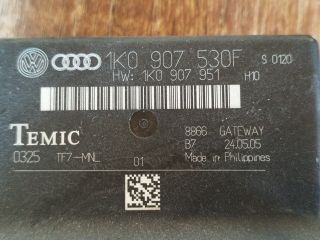 1K0 907 530F S 0120
HW: 1K0 907 951 H10
TEMIC
8866 GATEWAY
B7 24.05.05
0325 TF7-MNL 01 Made in Philippines